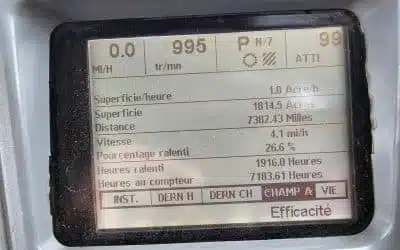 0.0 995 P N/7 99
MI/H tr/mn ATTI
Superficie/heure 1.0 Acre/h
Superficie 1814.5 Acres
Distance 7382.43 Milles
Vitesse 4.1 mi/h
Pourcentage ralenti 26.6 %
Heures ralenti 1916.0 Heures
Heures au compteur 7183.61 Heures
INST. DERN H DERN CH CHAMP A VIE
Efficacité